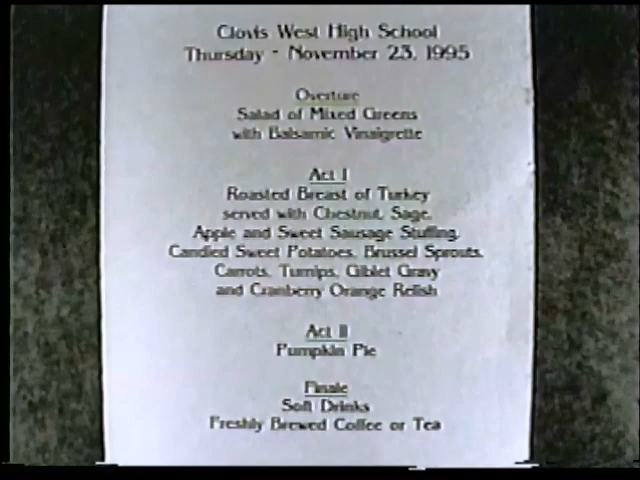 Clovis West High School
Thursday - November 23, 1995
Overture
Salad of Mixed Greens
with Balsamic Vinaigrette
Act I
Roasted Breast of Turkey
served with Chestnut, Sage,
Apple and Sweet Sausage Stuffing,
Candied Sweet Potatoes, Brussel Sprouts,
Carrots, Turnips, Giblet Gravy
and Cranberry Orange Relish
Act II
Pumpkin Pie
Finale
Soft Drinks
Freshly Brewed Coffee or Tea